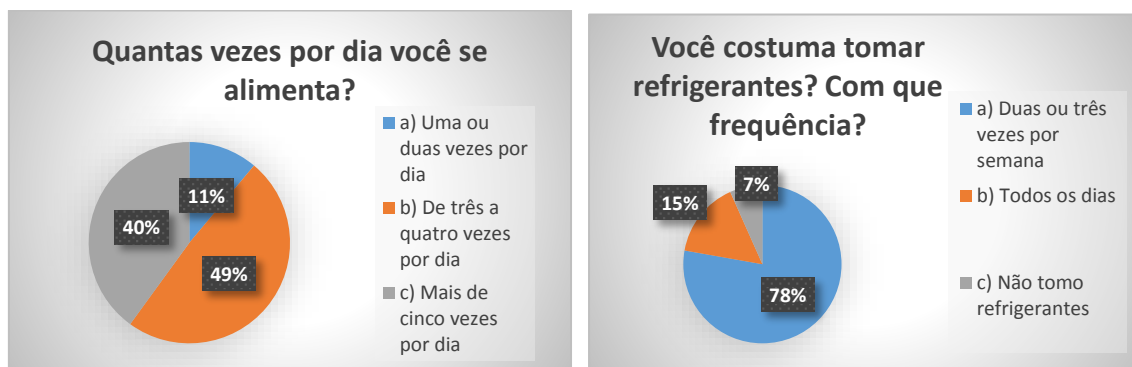 Quantas vezes por dia você se
alimenta?
a) Uma ou
duas vezes por
dia
b) De três a
quatro vezes
por dia
c) Mais de
cinco vezes
por dia
11%
49%
40%
Você costuma tomar
refrigerantes? Com que
frequência?
a) Duas ou três
vezes por
semana
b) Todos os dias
c) Não tomo
refrigerantes
7%
15%
78%